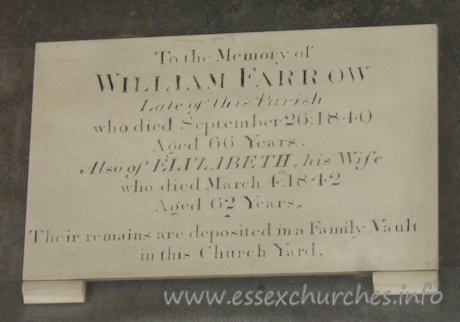 To the Memory of
WILLIAM FARROW
Late of this Parish
who died September 26th 1840
Aged 66 Years.
Also of ELIZABETH, his Wife
who died March 4th 1842
Aged 62 Years.
Their remains are deposited in a Family Vault
in this Church Yard.
www.essexchurches.info